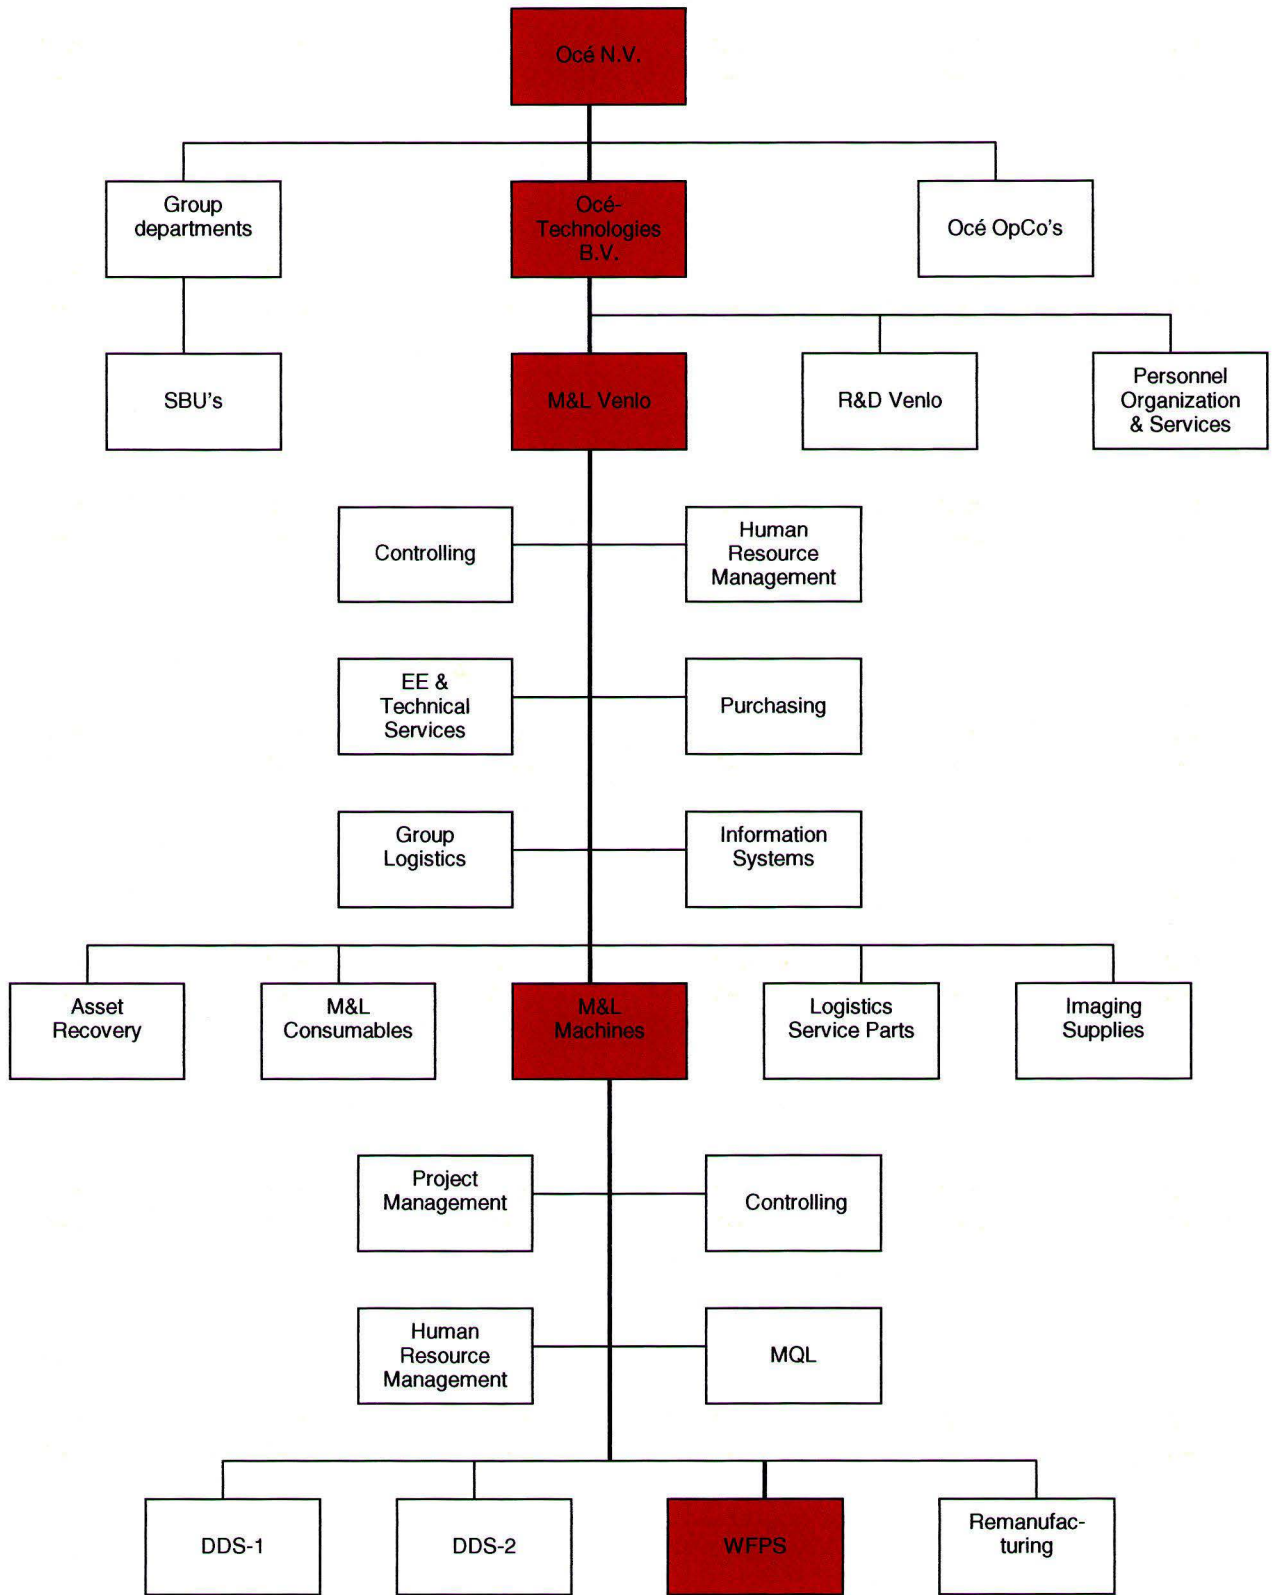 Océ N.V.
Group
departments
Océ-
Technologies
B.V.
Océ OpCo's
SBU's
M&L Venlo
R&D Venlo
Personnel
Organization
& Services
Controlling
Human
Resource
Management
EE &
Technical
Services
Purchasing
Group
Logistics
Information
Systems
Asset
Recovery
M&L
Consumables
M&L
Machines
Logistics
Service Parts
Imaging
Supplies
Project
Management
Controlling
Human
Resource
Management
MQL
DDS-1
DDS-2
WFPS
Remanufac-
turing